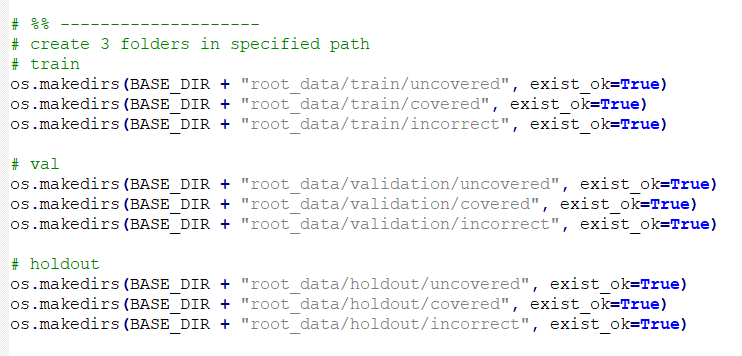 # %% --------------------
# create 3 folders in specified path
# train
os.makedirs(BASE_DIR + "root_data/train/uncovered", exist_ok=True)
os.makedirs(BASE_DIR + "root_data/train/covered", exist_ok=True)
os.makedirs(BASE_DIR + "root_data/train/incorrect", exist_ok=True)

# val
os.makedirs(BASE_DIR + "root_data/validation/uncovered", exist_ok=True)
os.makedirs(BASE_DIR + "root_data/validation/covered", exist_ok=True)
os.makedirs(BASE_DIR + "root_data/validation/incorrect", exist_ok=True)

# holdout
os.makedirs(BASE_DIR + "root_data/holdout/uncovered", exist_ok=True)
os.makedirs(BASE_DIR + "root_data/holdout/covered", exist_ok=True)
os.makedirs(BASE_DIR + "root_data/holdout/incorrect", exist_ok=True)